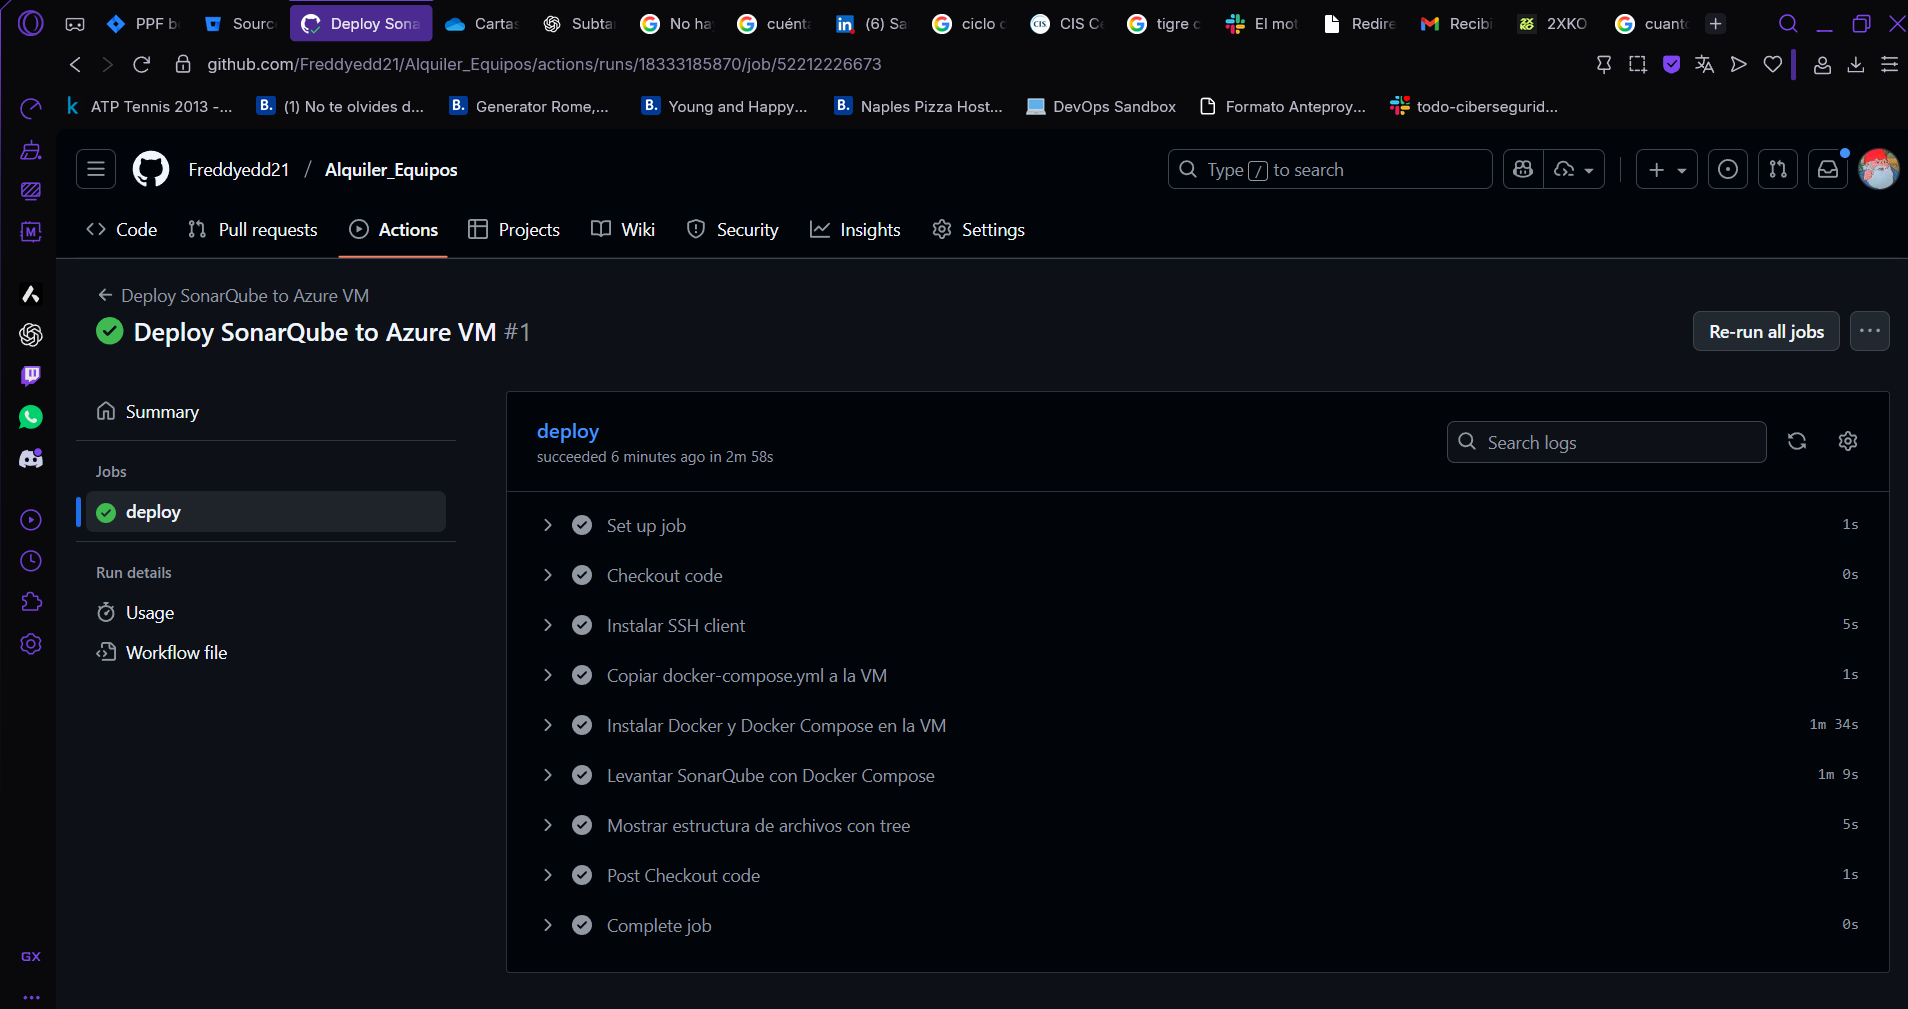 PPF b
Sourc
Deploy Sona
Cartas
Subta
No ha
cuént
(6) Sa
ciclo
CIS C
tigre c
El mot
Redire
Recibi
2XKO
cuant
github.com/Freddyedd21/Alquiler_Equipos/actions/runs/18333185870/job/52212226673
ATP Tennis 2013 -...
B. (1) No te olvides d...
B. Generator Rome,...
B. Young and Happy...
B. Naples Pizza Host...
DevOps Sandbox
Formato Anteproy...
todo-cibersegurid...
Freddyedd21 / Alquiler_Equipos
Type / to search
Code
Pull requests
Actions
Projects
Wiki
Security
Insights
Settings
Deploy SonarQube to Azure VM
Deploy SonarQube to Azure VM #1
Re-run all jobs
Summary
Jobs
deploy
Run details
Usage
Workflow file
deploy
succeeded 6 minutes ago in 2m 58s
Search logs
Set up job 1s
Checkout code 0s
Instalar SSH client 5s
Copiar docker-compose.yml a la VM 1s
Instalar Docker y Docker Compose en la VM 1m 34s
Levantar SonarQube con Docker Compose 1m 9s
Mostrar estructura de archivos con tree 5s
Post Checkout code 1s
Complete job 0s
GX